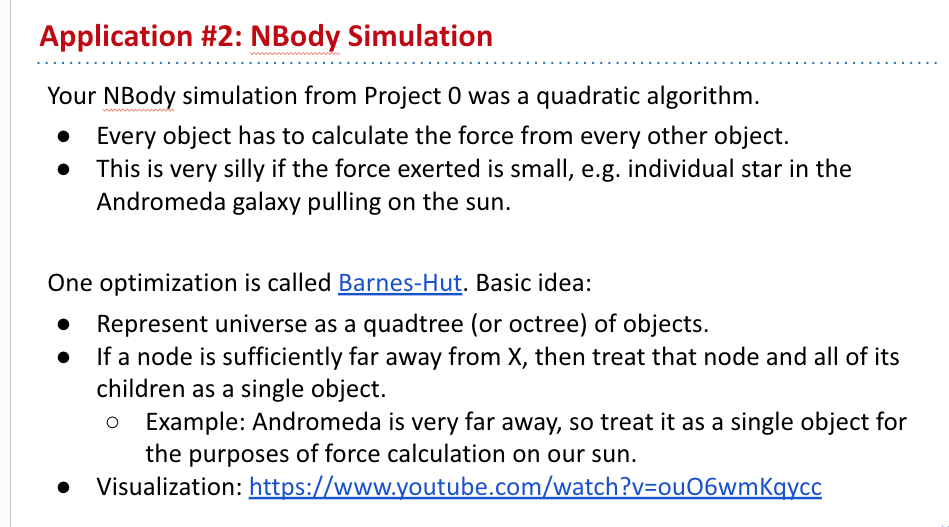 Application #2: NBody Simulation
Your NBody simulation from Project 0 was a quadratic algorithm.
● Every object has to calculate the force from every other object.
● This is very silly if the force exerted is small, e.g. individual star in the
Andromeda galaxy pulling on the sun.
One optimization is called Barnes-Hut. Basic idea:
● Represent universe as a quadtree (or octree) of objects.
● If a node is sufficiently far away from X, then treat that node and all of its
children as a single object.
○ Example: Andromeda is very far away, so treat it as a single object for
the purposes of force calculation on our sun.
● Visualization: https://www.youtube.com/watch?v=ouO6wmKqycc